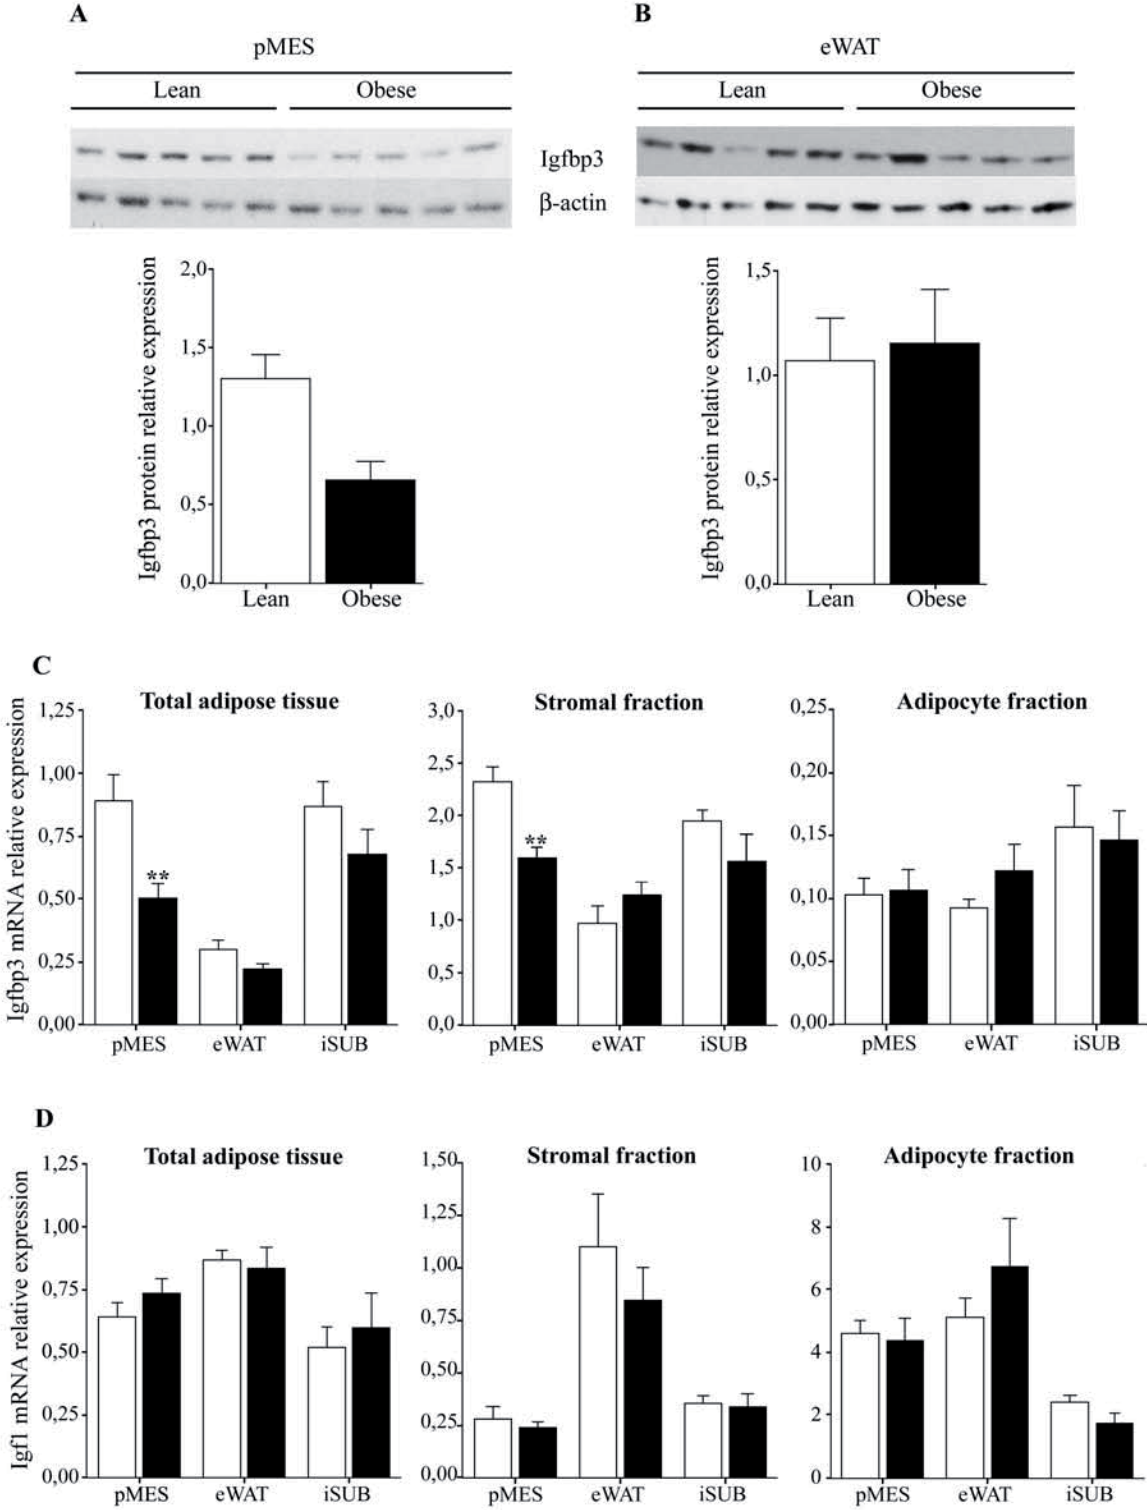 A
B
pMES
eWAT
Lean Obese
Lean Obese
Igfbp3
β-actin
Igfbp3 protein relative expression
2,0
1,5
1,0
0,5
0,0
Lean Obese
Igfbp3 protein relative expression
1,5
1,0
0,5
0,0
Lean Obese
C
Igfbp3 mRNA relative expression
Total adipose tissue
1,25
1,00
0,75
0,50
0,25
0,00
**
pMES eWAT iSUB
Stromal fraction
3,0
2,5
2,0
1,5
1,0
0,5
0,0
**
pMES eWAT iSUB
Adipocyte fraction
0,25
0,20
0,15
0,10
0,05
0,00
pMES eWAT iSUB
D
Igf1 mRNA relative expression
Total adipose tissue
1,25
1,00
0,75
0,50
0,25
0,00
pMES eWAT iSUB
Stromal fraction
1,50
1,25
1,00
0,75
0,50
0,25
0,00
pMES eWAT iSUB
Adipocyte fraction
10
8
6
4
2
0
pMES eWAT iSUB